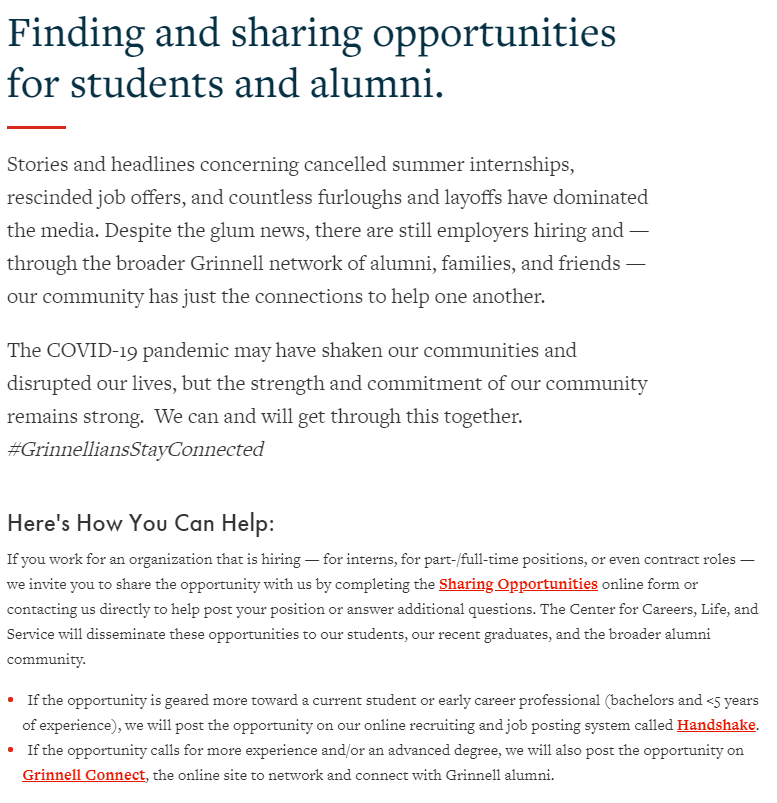 Finding and sharing opportunities
for students and alumni.
Stories and headlines concerning cancelled summer internships,
rescinded job offers, and countless furloughs and layoffs have dominated
the media. Despite the glum news, there are still employers hiring and —
through the broader Grinnell network of alumni, families, and friends —
our community has just the connections to help one another.
The COVID-19 pandemic may have shaken our communities and
disrupted our lives, but the strength and commitment of our community
remains strong.  We can and will get through this together.
#GrinnelliansStayConnected
Here's How You Can Help:
If you work for an organization that is hiring — for interns, for part-/full-time positions, or even contract roles —
we invite you to share the opportunity with us by completing the Sharing Opportunities online form or
contacting us directly to help post your position or answer additional questions. The Center for Careers, Life, and
Service will disseminate these opportunities to our students, our recent graduates, and the broader alumni
community.
• If the opportunity is geared more toward a current student or early career professional (bachelors and <5 years
of experience), we will post the opportunity on our online recruiting and job posting system called Handshake.
• If the opportunity calls for more experience and/or an advanced degree, we will also post the opportunity on
Grinnell Connect, the online site to network and connect with Grinnell alumni.